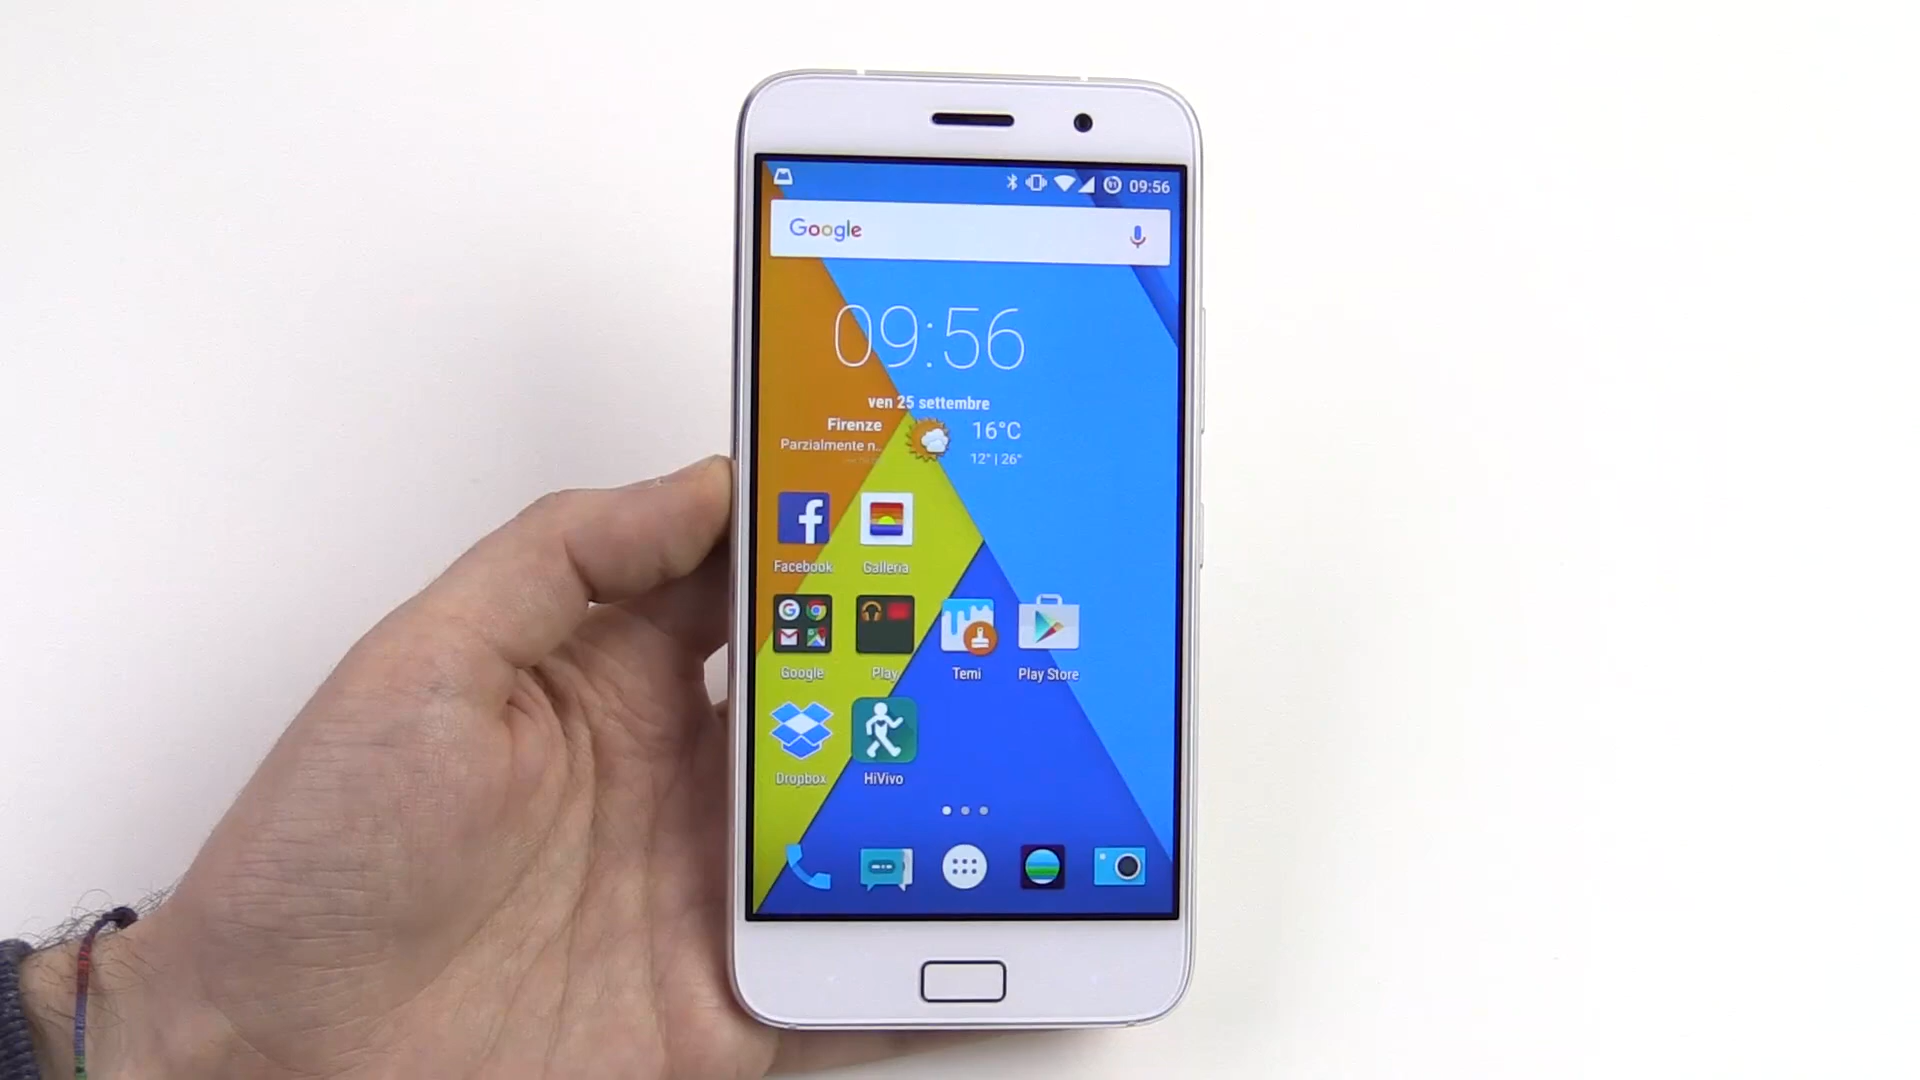 09:56
Google
09:56
ven 25 settembre
Firenze
16°C
Parzialmente n..
12° | 26°
Facebook
Galleria
Google
Play
Temi
Play Store
Dropbox
HiVivo